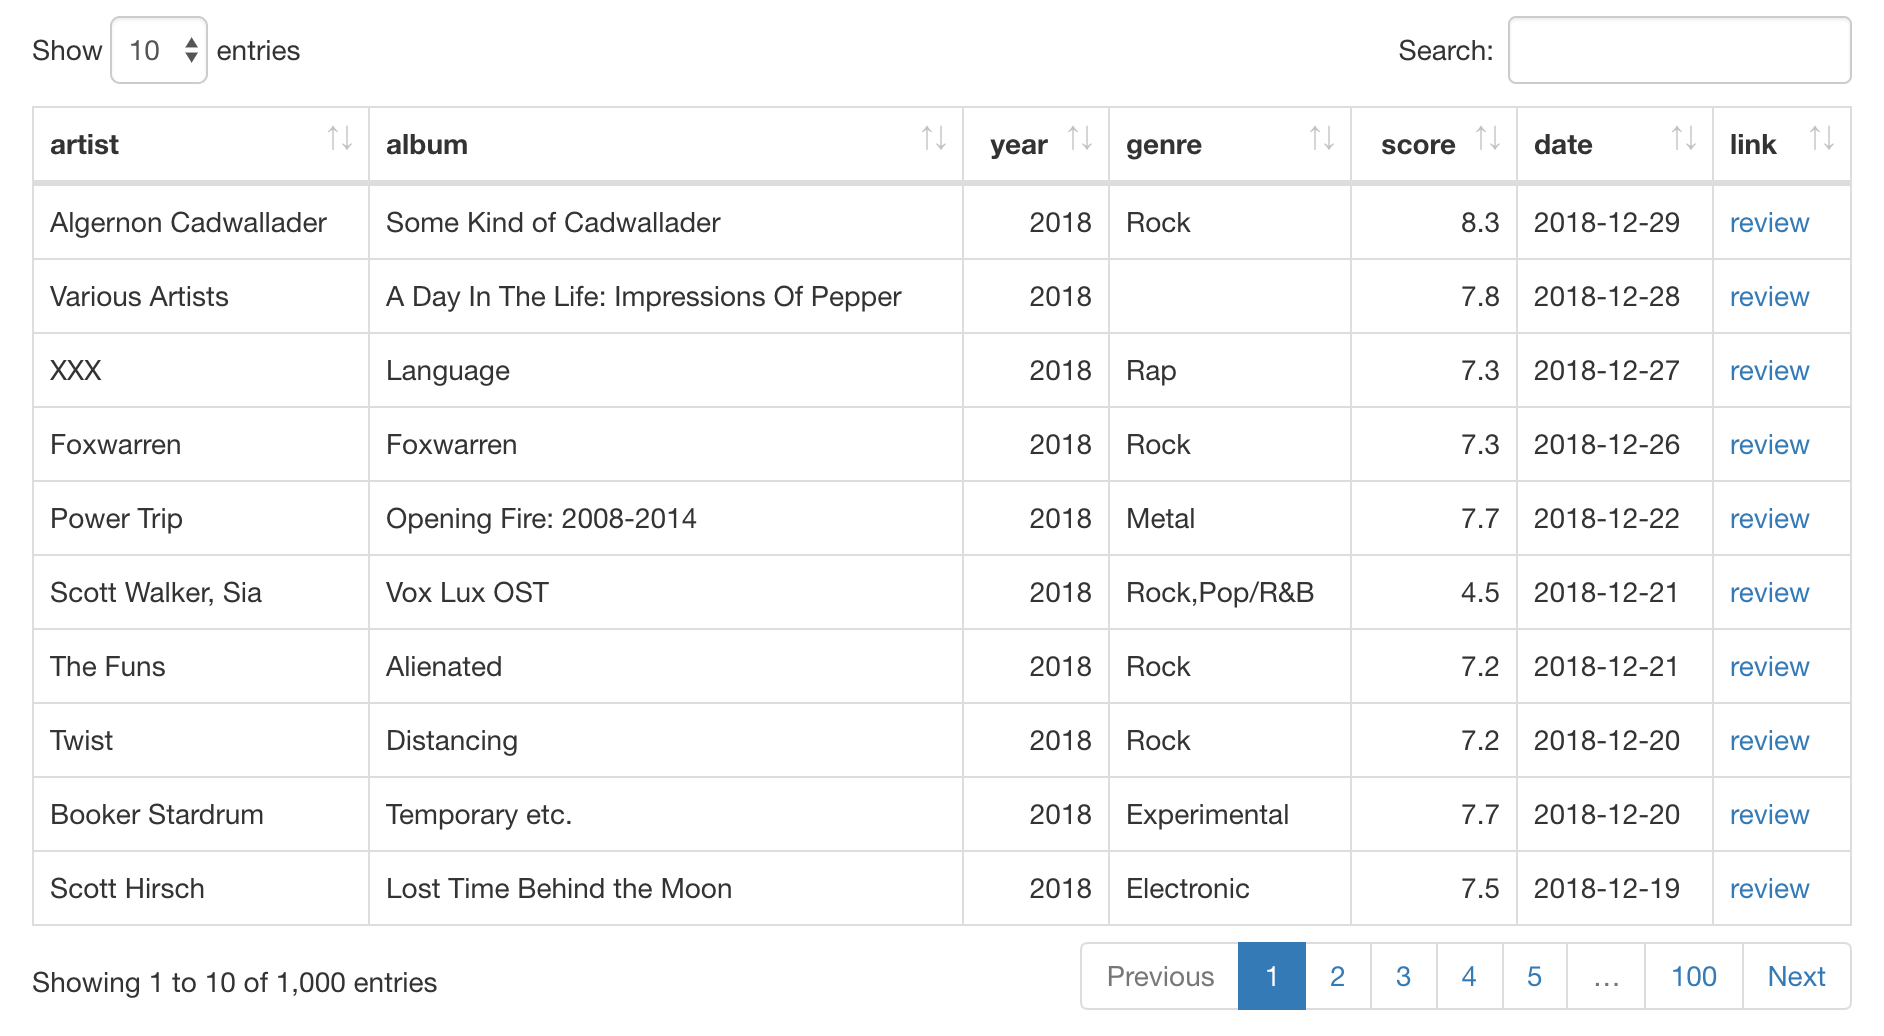 Show 10 entries Search:
artist album year genre score date link
Algernon Cadwallader Some Kind of Cadwallader 2018 Rock 8.3 2018-12-29 review
Various Artists A Day In The Life: Impressions Of Pepper 2018 7.8 2018-12-28 review
XXX Language 2018 Rap 7.3 2018-12-27 review
Foxwarren Foxwarren 2018 Rock 7.3 2018-12-26 review
Power Trip Opening Fire: 2008-2014 2018 Metal 7.7 2018-12-22 review
Scott Walker, Sia Vox Lux OST 2018 Rock,Pop/R&B 4.5 2018-12-21 review
The Funs Alienated 2018 Rock 7.2 2018-12-21 review
Twist Distancing 2018 Rock 7.2 2018-12-20 review
Booker Stardrum Temporary etc. 2018 Experimental 7.7 2018-12-20 review
Scott Hirsch Lost Time Behind the Moon 2018 Electronic 7.5 2018-12-19 review
Showing 1 to 10 of 1,000 entries Previous 1 2 3 4 5 … 100 Next